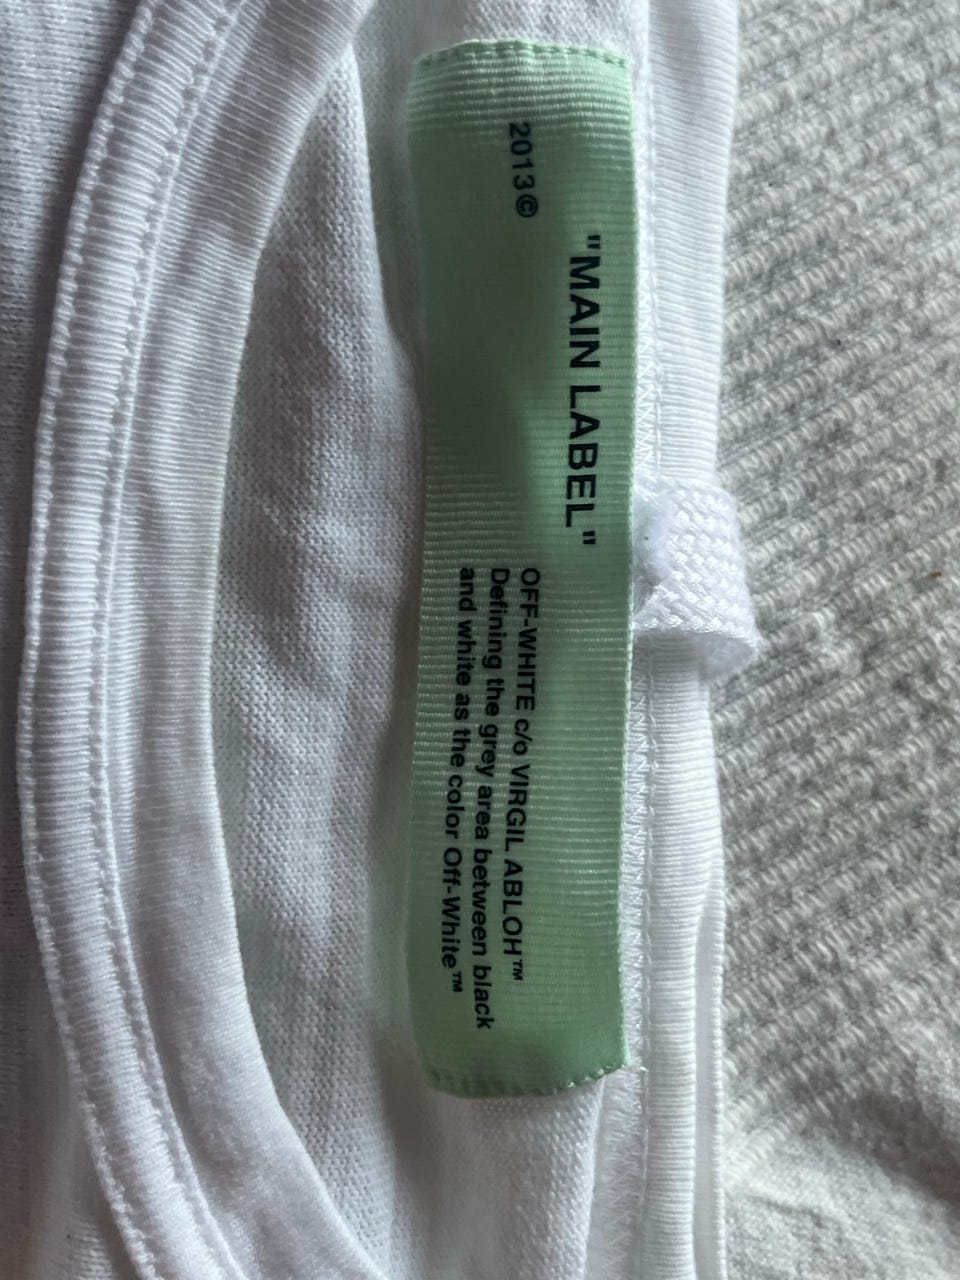 "MAIN LABEL"
2013©
OFF-WHITE c/o VIRGIL ABLOH™
Defining the grey area between black
and white as the color Off-White™